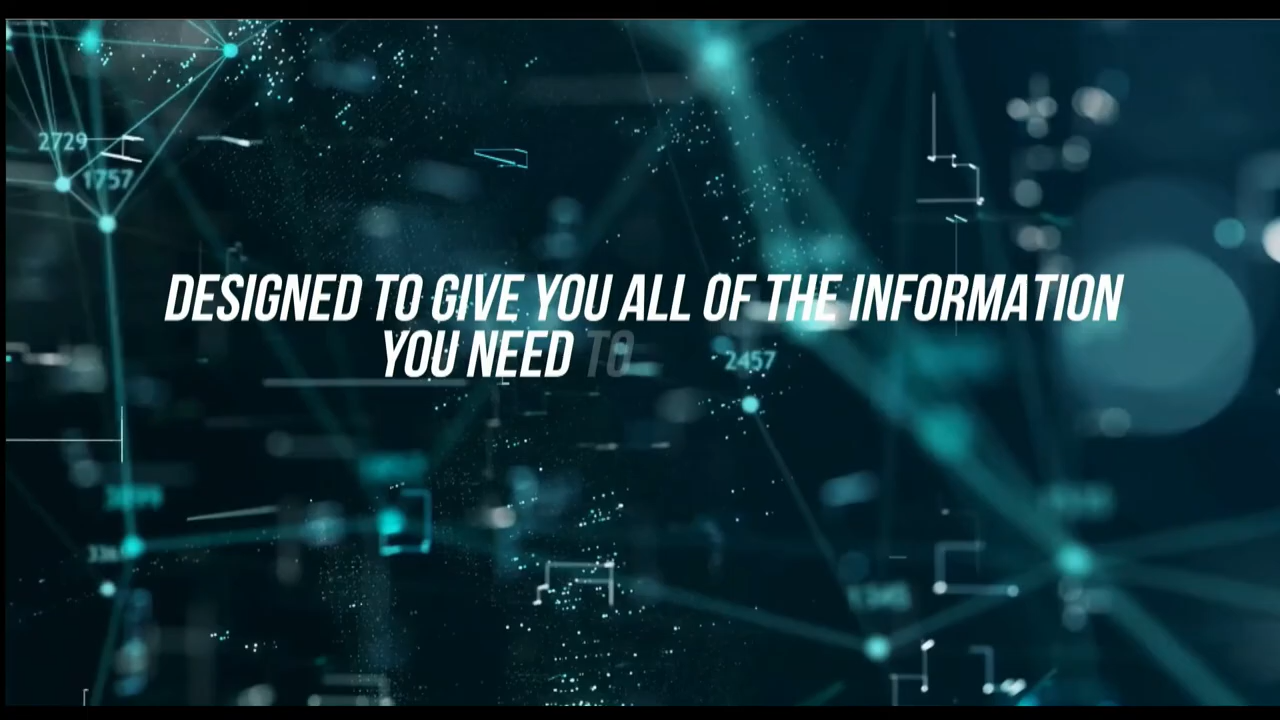 2729
1757
DESIGNED TO GIVE YOU ALL OF THE INFORMATION
YOU NEED TO
2457